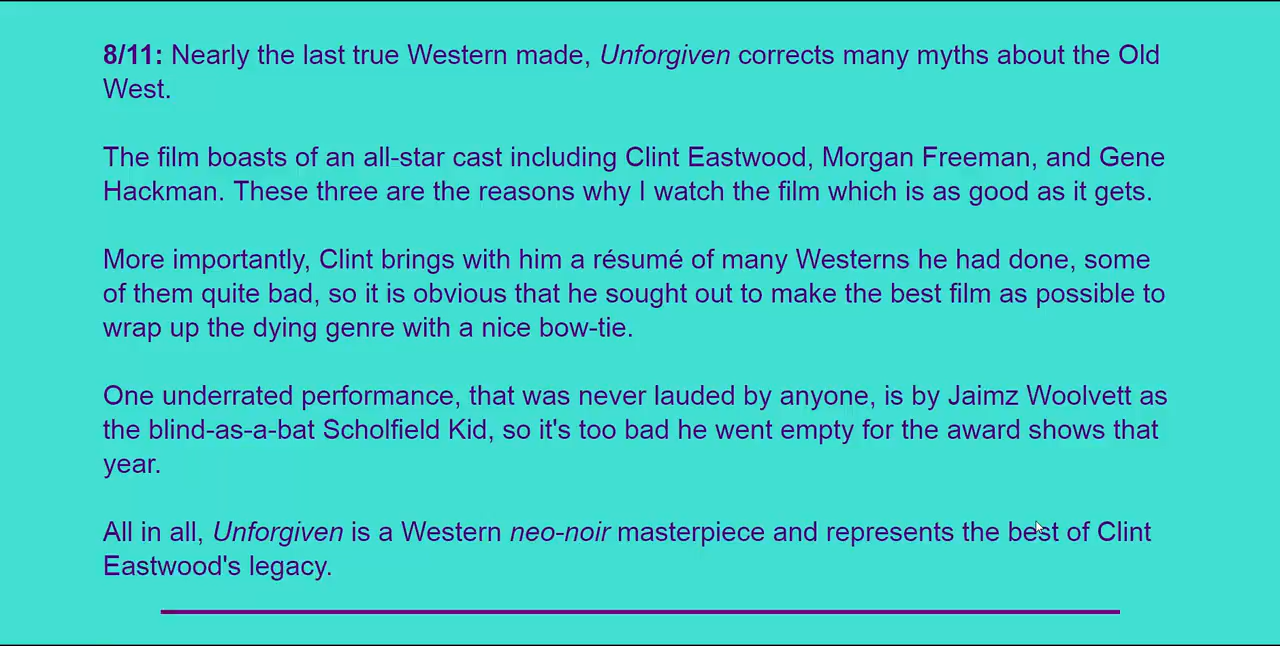 8/11: Nearly the last true Western made, Unforgiven corrects many myths about the Old
West.
The film boasts of an all-star cast including Clint Eastwood, Morgan Freeman, and Gene
Hackman. These three are the reasons why I watch the film which is as good as it gets.
More importantly, Clint brings with him a résumé of many Westerns he had done, some
of them quite bad, so it is obvious that he sought out to make the best film as possible to
wrap up the dying genre with a nice bow-tie.
One underrated performance, that was never lauded by anyone, is by Jaimz Woolvett as
the blind-as-a-bat Scholfield Kid, so it's too bad he went empty for the award shows that
year.
All in all, Unforgiven is a Western neo-noir masterpiece and represents the best of Clint
Eastwood's legacy.